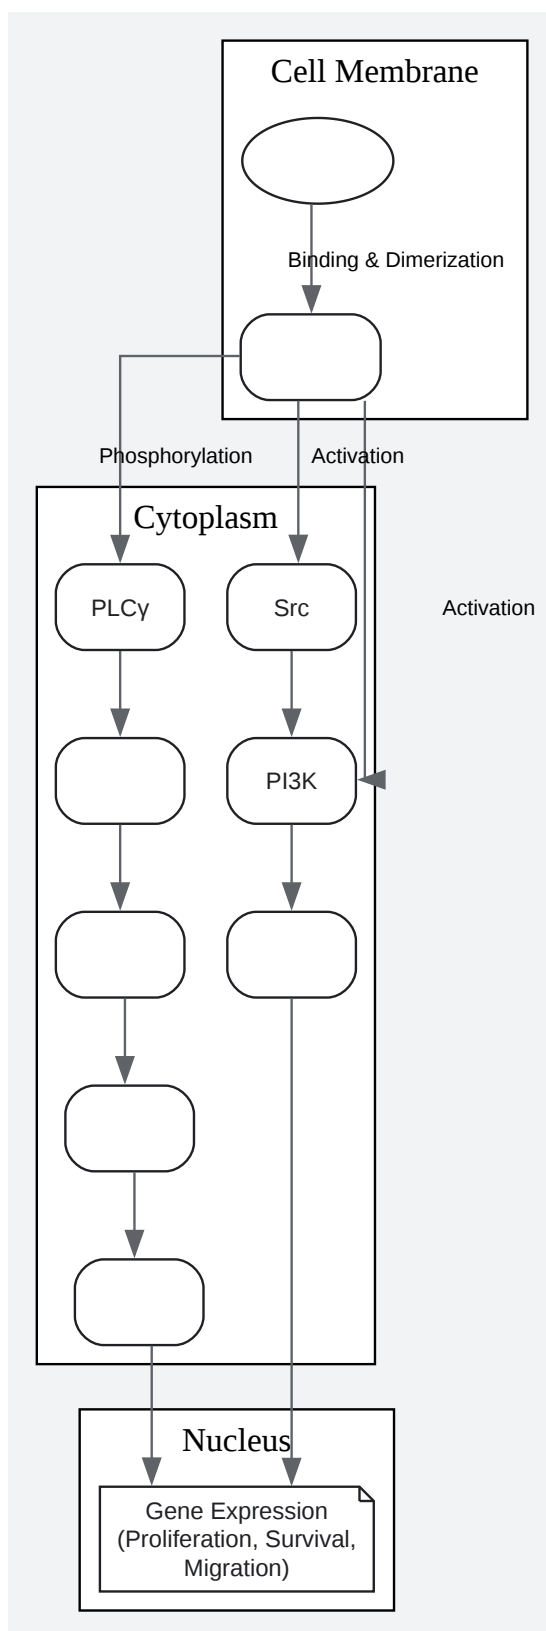 Cell Membrane
Binding & Dimerization
Phosphorylation
Activation
Cytoplasm
PLCγ
Src
Activation
PI3K
Nucleus
Gene Expression
(Proliferation, Survival,
Migration)